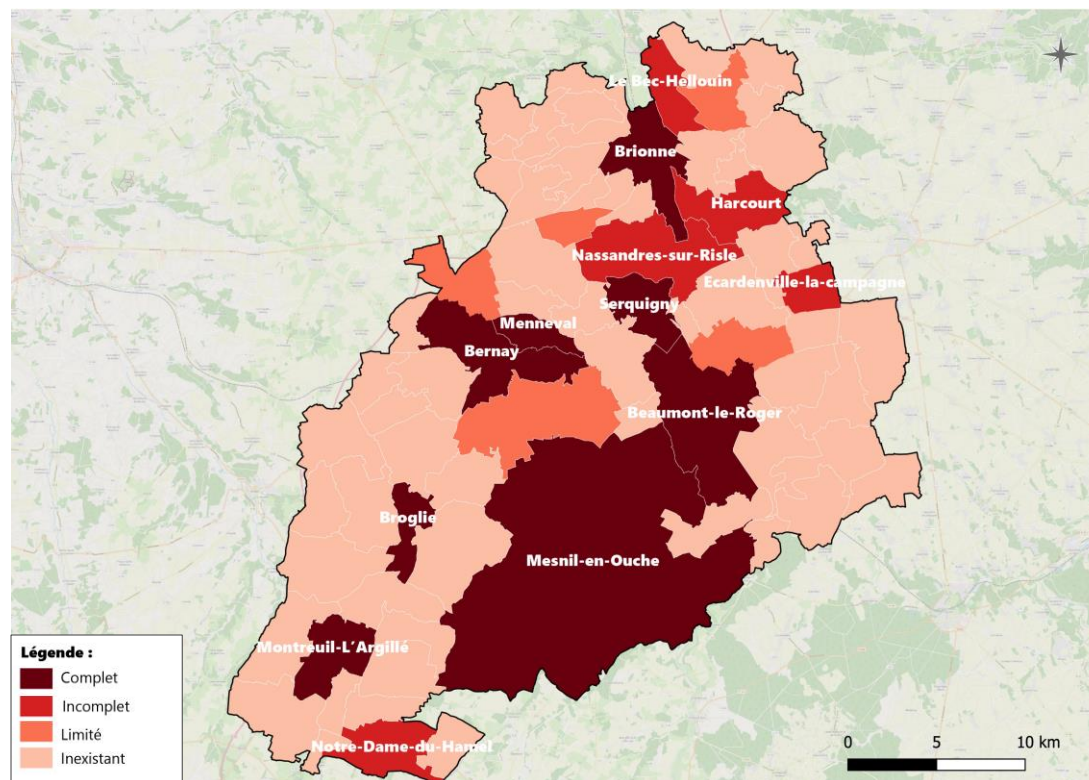 Le Bec-Hellouin
Brionne
Harcourt
Nassandres-sur-Risle
Ecardenville-la-campagne
Serquigny
Menneval
Bernay
Beaumont-le-Roger
Broglie
Mesnil-en-Ouche
Montreuil-L'Argillé
Notre-Dame-du-Hamel
Légende :
Complet
Incomplet
Limité
Inexistant
0 5 10 km